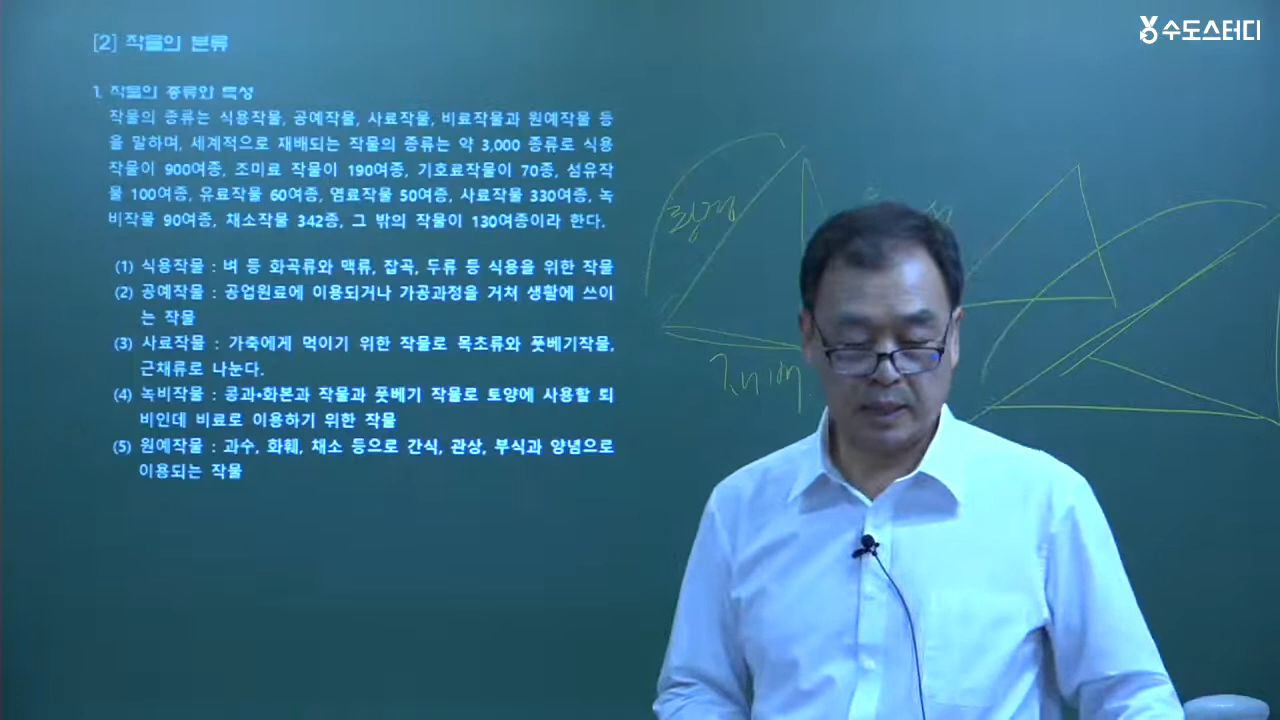 수도스터디
[2] 작물의 분류
1. 작물의 종류와 특성
작물의 종류는 식용작물, 공예작물, 사료작물, 비료작물과 원예작물 등
을 말하며, 세계적으로 재배되는 작물의 종류는 약 3,000 종류로 식용
작물이 900여종, 조미료 작물이 190여종, 기호료작물이 70종, 섬유작
물 100여종, 유료작물 60여종, 염료작물 50여종, 사료작물 330여종, 녹
비작물 90여종, 채소작물 342종, 그 밖의 작물이 130여종이라 한다.
(1) 식용작물 : 벼 등 화곡류와 맥류, 잡곡, 두류 등 식용을 위한 작물
(2) 공예작물 : 공업원료에 이용되거나 가공과정을 거쳐 생활에 쓰이
는 작물
(3) 사료작물 : 가축에게 먹이기 위한 작물로 목초류와 풋베기작물,
근채류로 나눈다.
(4) 녹비작물 : 콩과•화본과 작물과 풋베기 작물로 토양에 사용할 퇴
비인데 비료로 이용하기 위한 작물
(5) 원예작물 : 과수, 화훼, 채소 등으로 간식, 관상, 부식과 양념으로
이용되는 작물
환경
재배